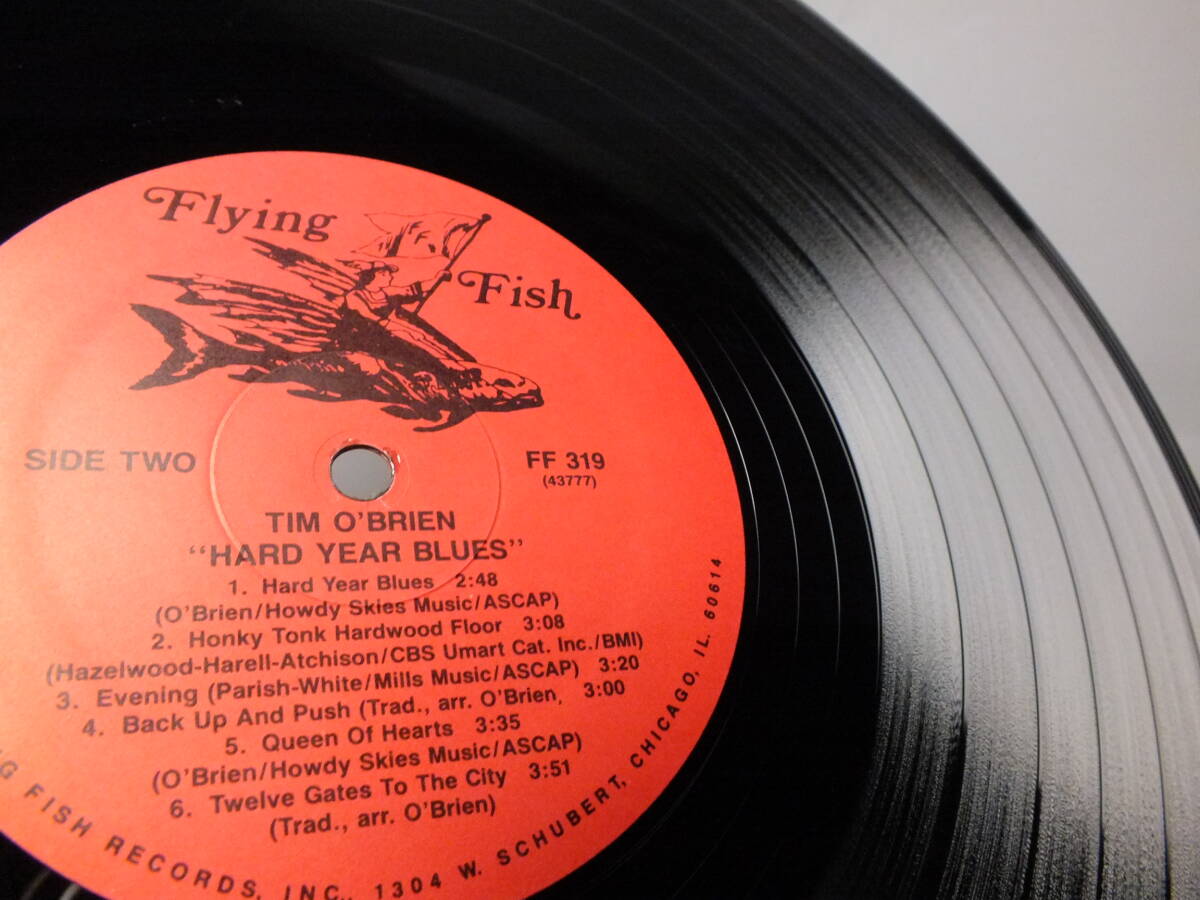 Flying
Fish
SIDE TWO
FF 319
(43777)
TIM O'BRIEN
"HARD YEAR BLUES"
1. Hard Year Blues 2:48
(O'Brien/Howdy Skies Music/ASCAP)
2. Honky Tonk Hardwood Floor 3:08
(Hazelwood-Harell-Atchison/CBS Umart Cat. Inc./BMI)
3. Evening (Parish-White/Mills Music/ASCAP) 3:20
4. Back Up And Push (Trad., arr. O'Brien, 3:00
5. Queen Of Hearts 3:35
(O'Brien/Howdy Skies Music/ASCAP)
6. Twelve Gates To The City 3:51
(Trad., arr. O'Brien)
G FISH RECORDS, INC., 1304 W. SCHUBERT, CHICAGO, IL. 60614